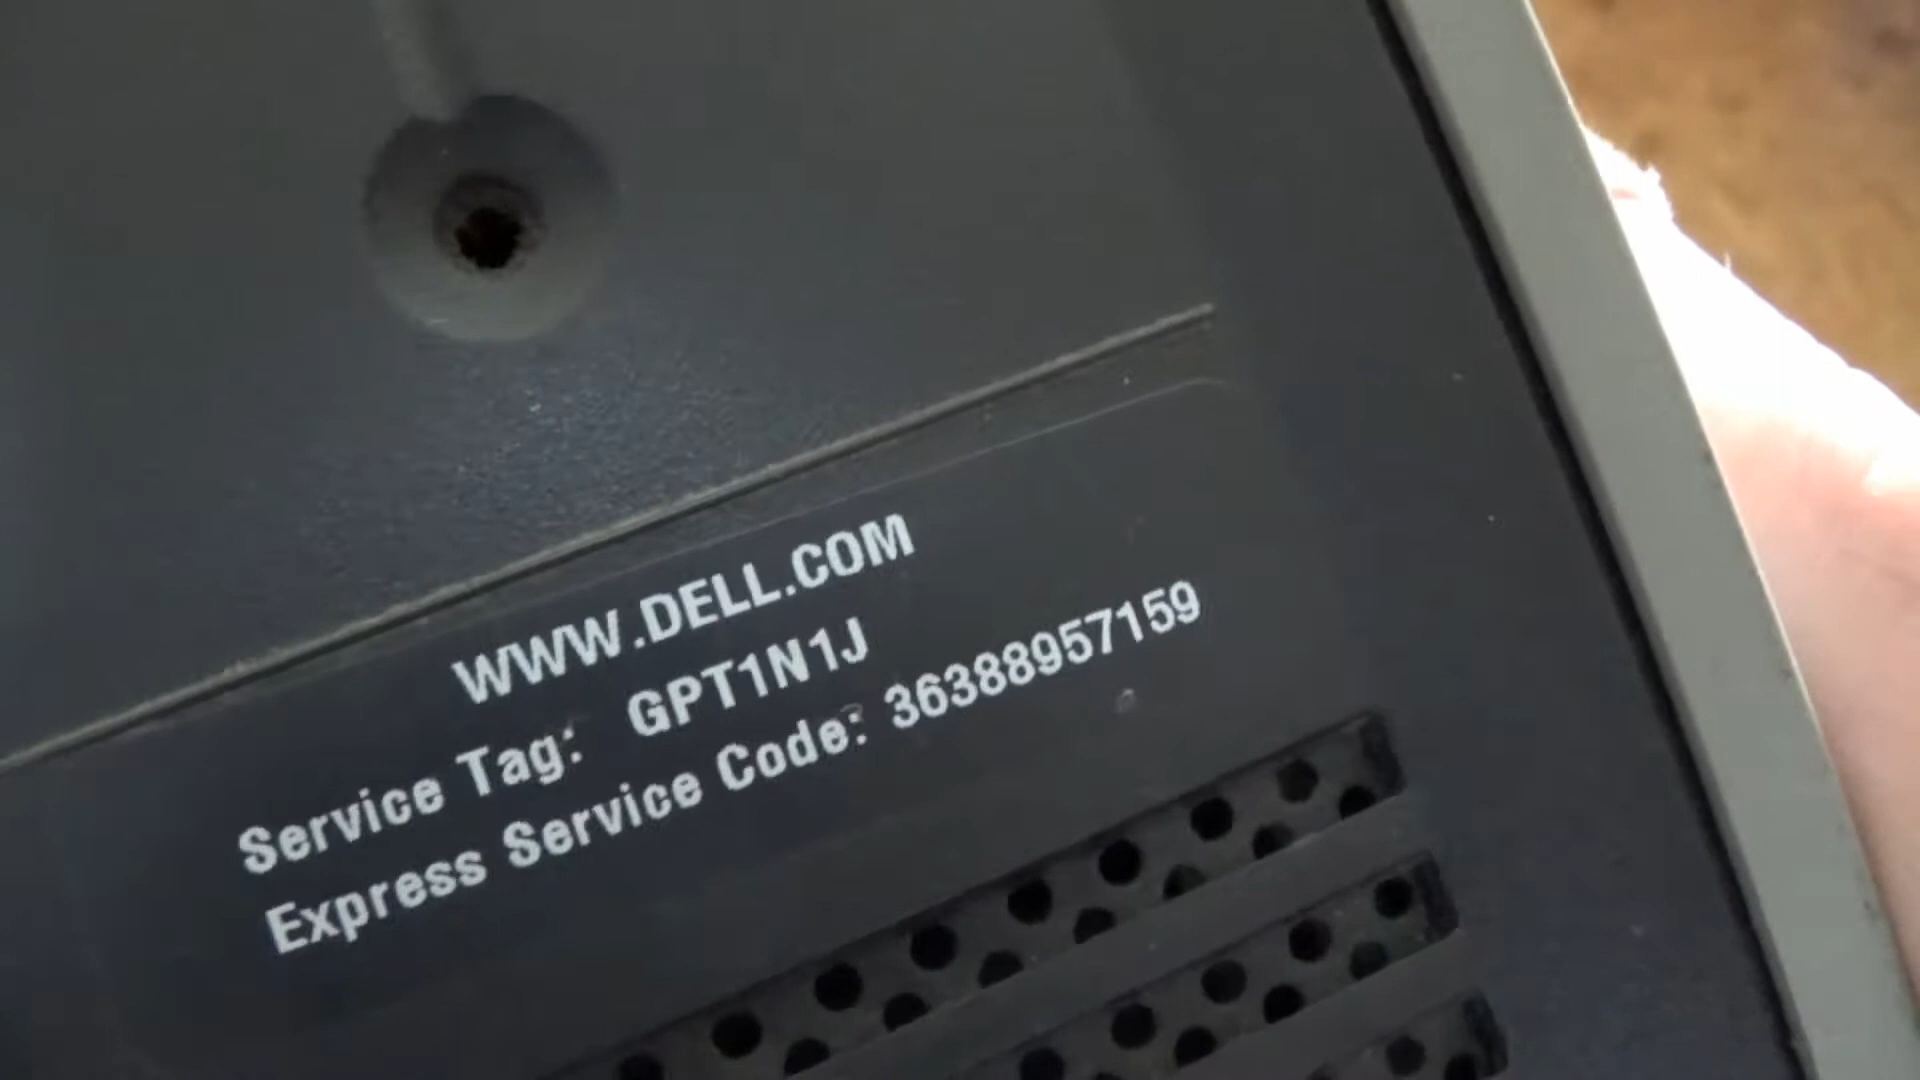 WWW.DELL.COM
Service Tag: GPT1N1J
Express Service Code: 36388957159